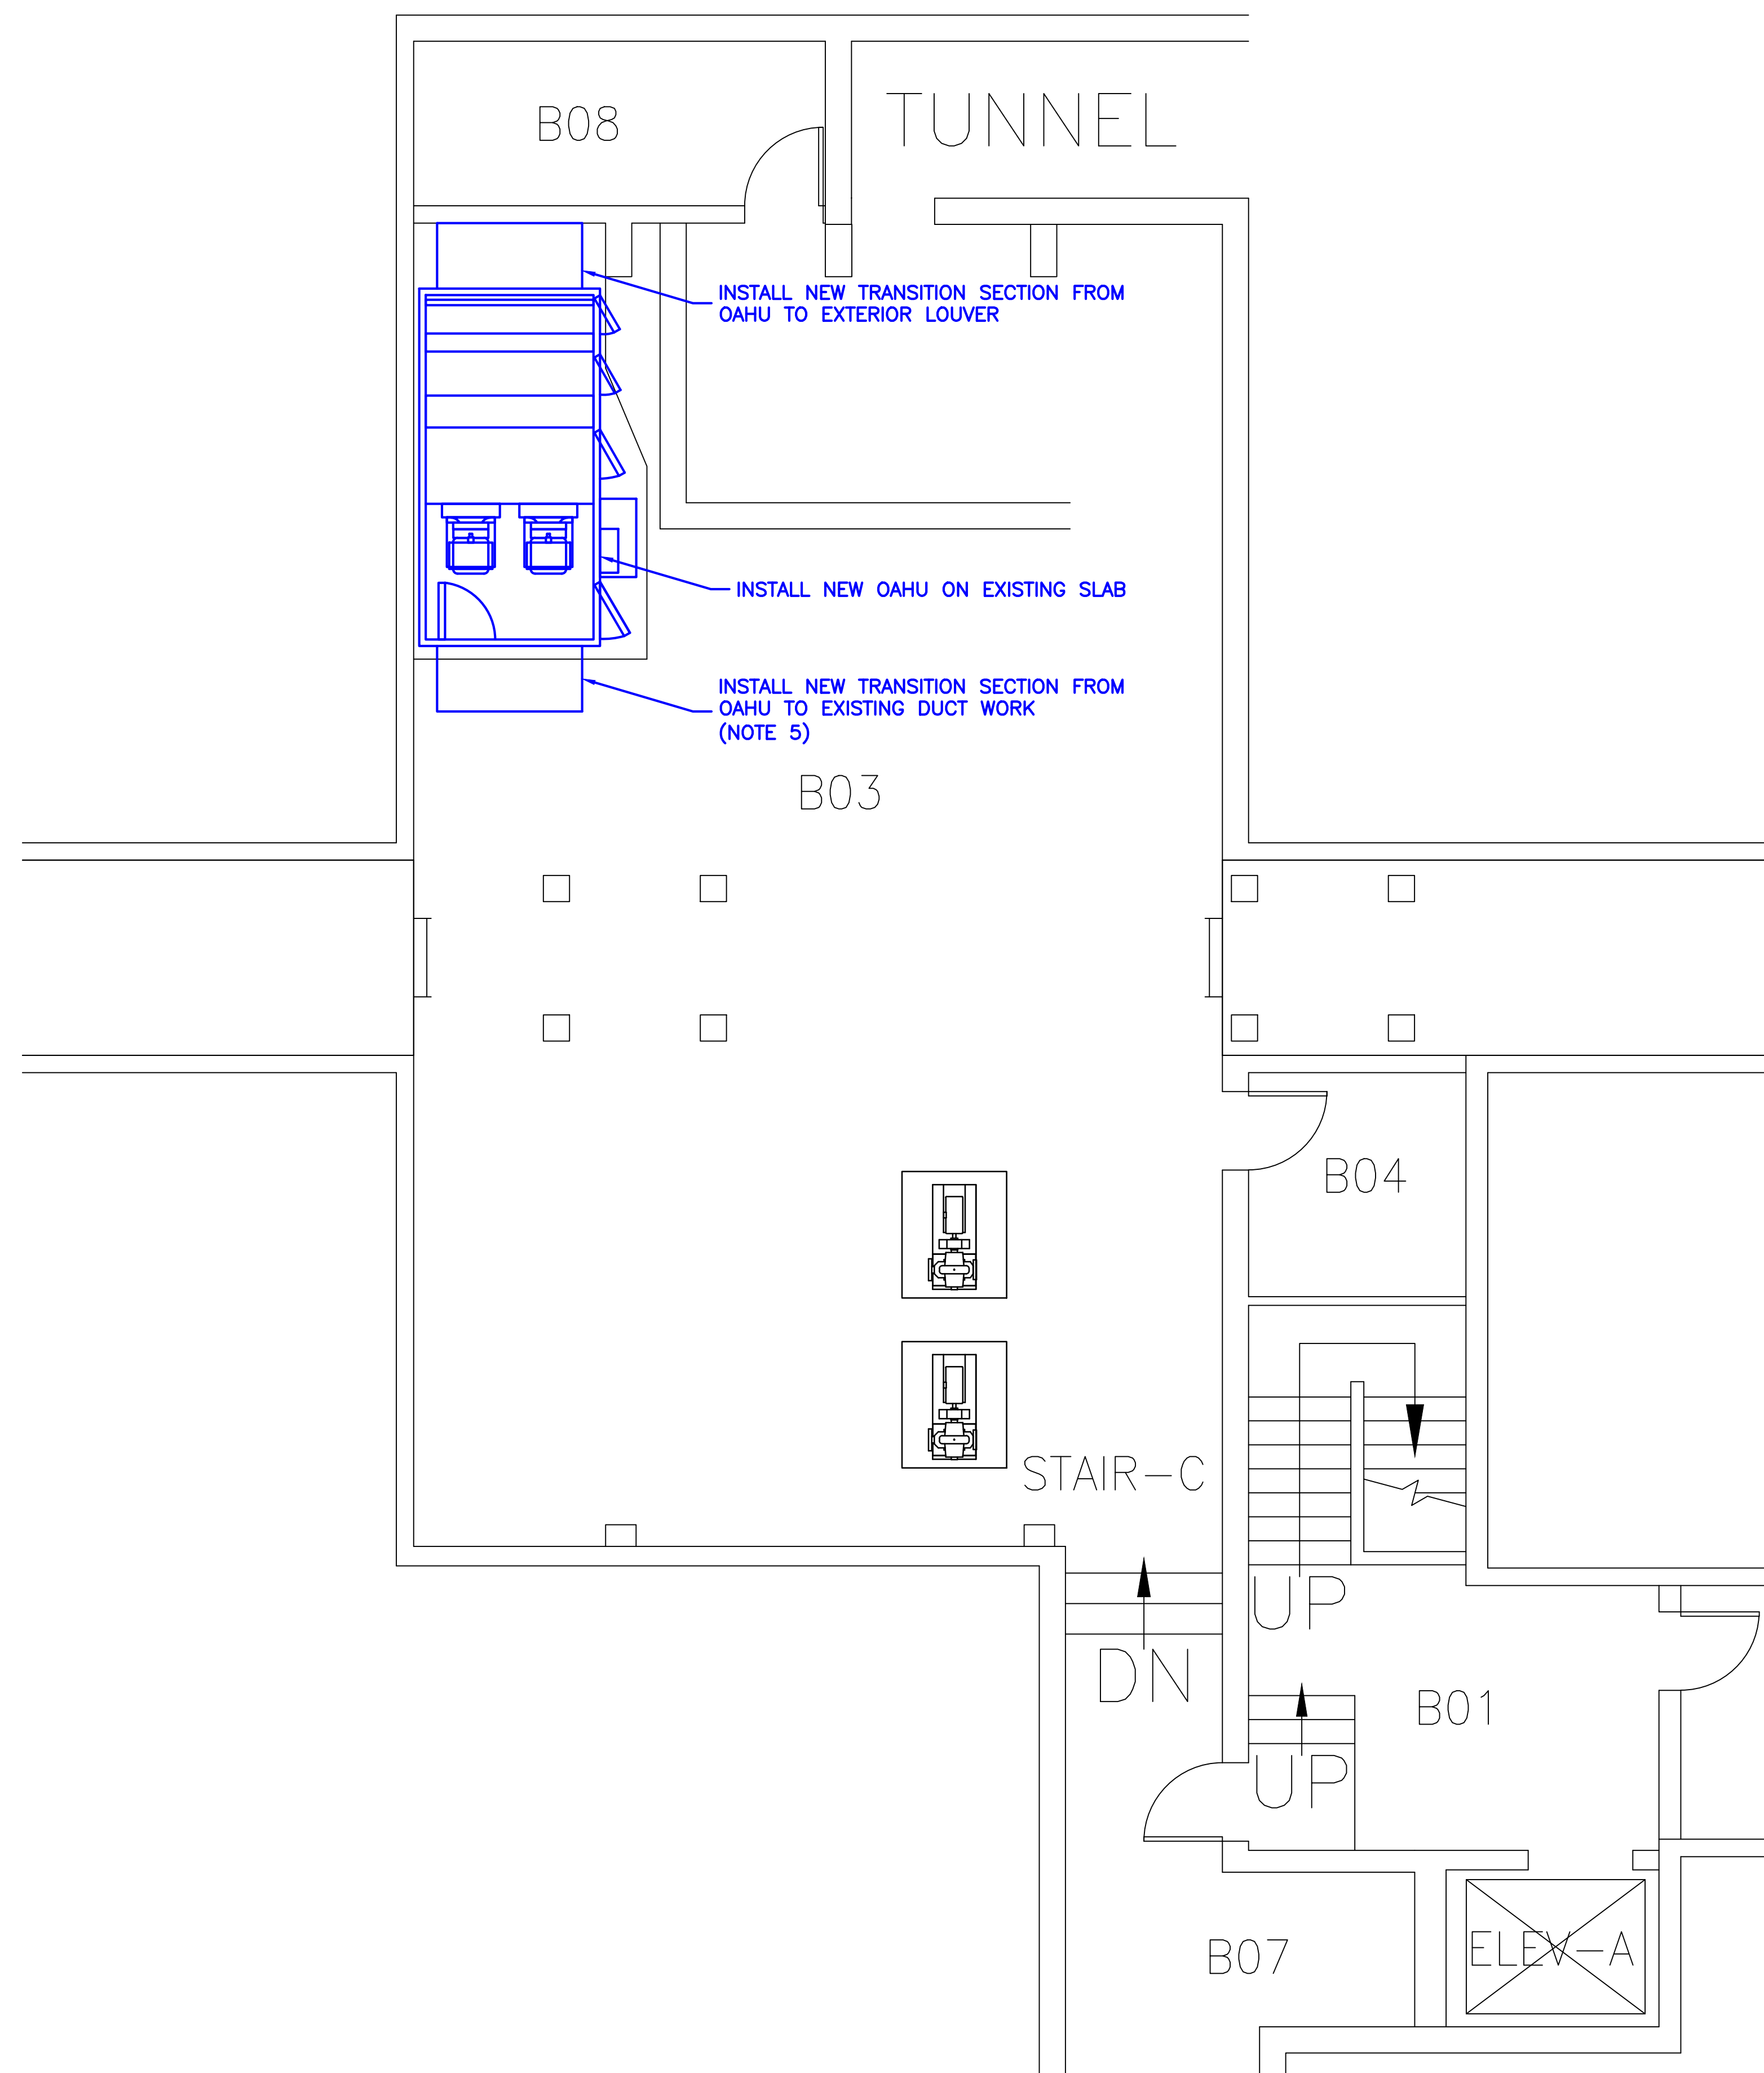 B08
TUNNEL
INSTALL NEW TRANSITION SECTION FROM
OAHU TO EXTERIOR LOUVER
INSTALL NEW OAHU ON EXISTING SLAB
INSTALL NEW TRANSITION SECTION FROM
OAHU TO EXISTING DUCT WORK
(NOTE 5)
B03
B04
STAIR-C
UP
DN
B01
UP
B07
ELEV-A